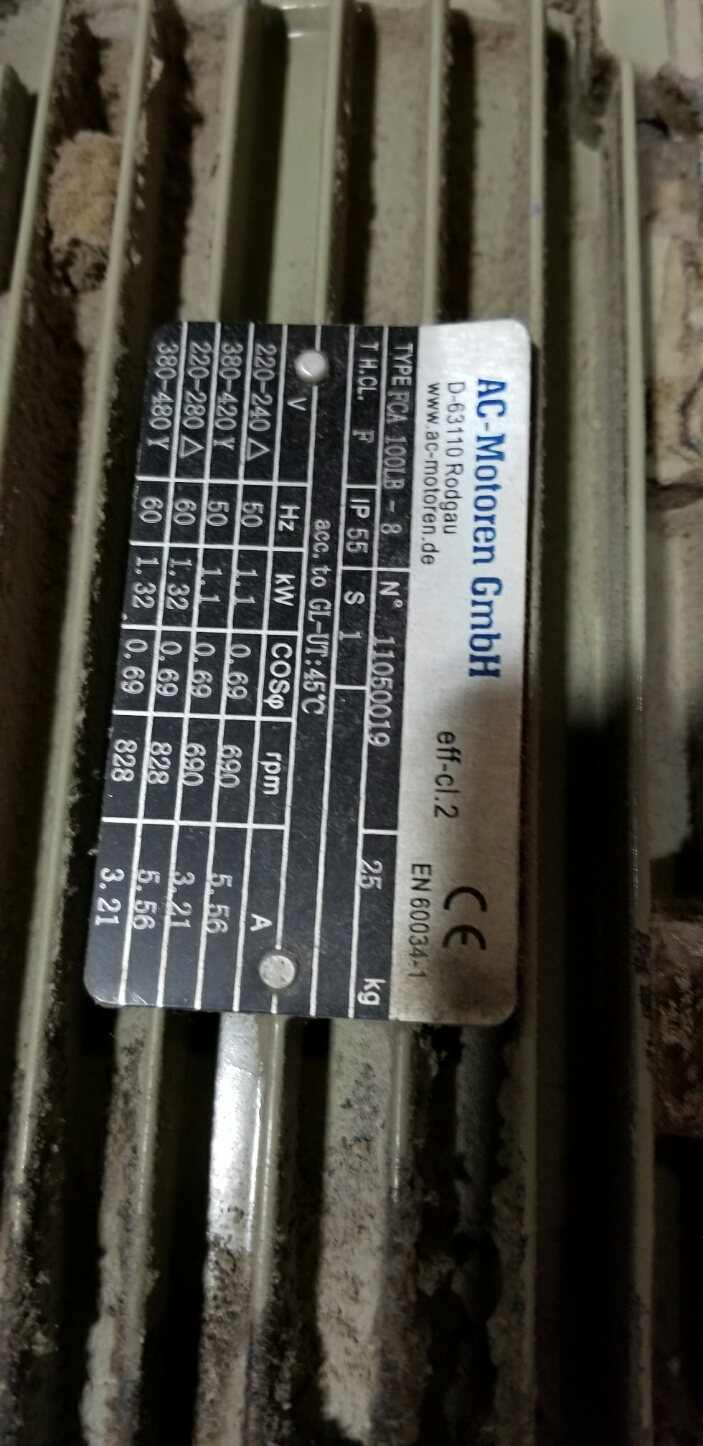 AC-Motoren GmbH
D-63110 Rodgau
www.ac-motoren.de
eff-cl.2
CE
EN 60034-1
TYPE FCA 100LB - 8 N° 11050019 25 kg
T H.CL. F IP 55 S 1
acc. to GL-UT:45℃
V Hz kW COSφ rpm A
220-240 △ 50 1.1 0.69 690 5.56
380-420 Y 50 1.1 0.69 690 3.21
220-280 △ 60 1.32 0.69 828 5.56
380-480 Y 60 1.32 0.69 828 3.21